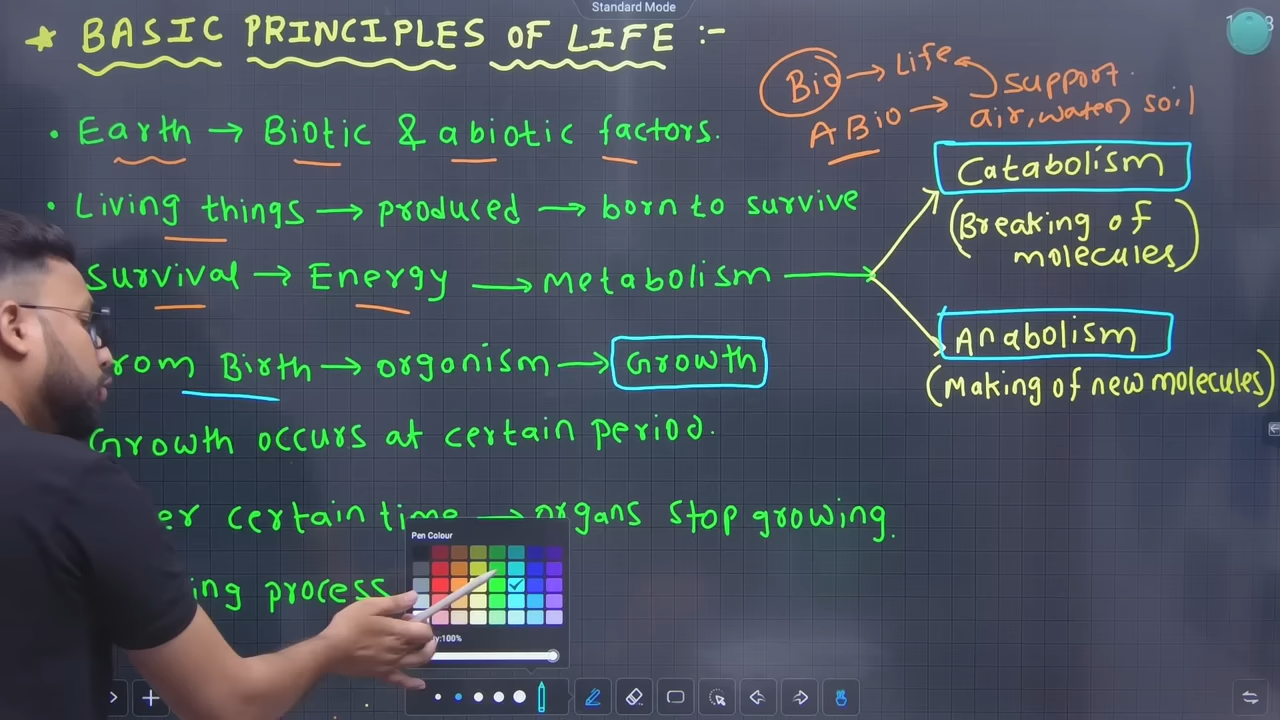 Standard Mode
★ BASIC PRINCIPLES OF LIFE :-
Bio → Life
support
ABio → air, water, soil
• Earth → Biotic & abiotic factors.
• Living things → produced → born to survive
survival → Energy → metabolism
Catabolism
(Breaking of
molecules)
Anabolism
(Making of new molecules)
rom Birth → organism → Growth
Growth occurs at certain period.
er certain time → organs stop growing.
ing process
Pen Colour
y:100%